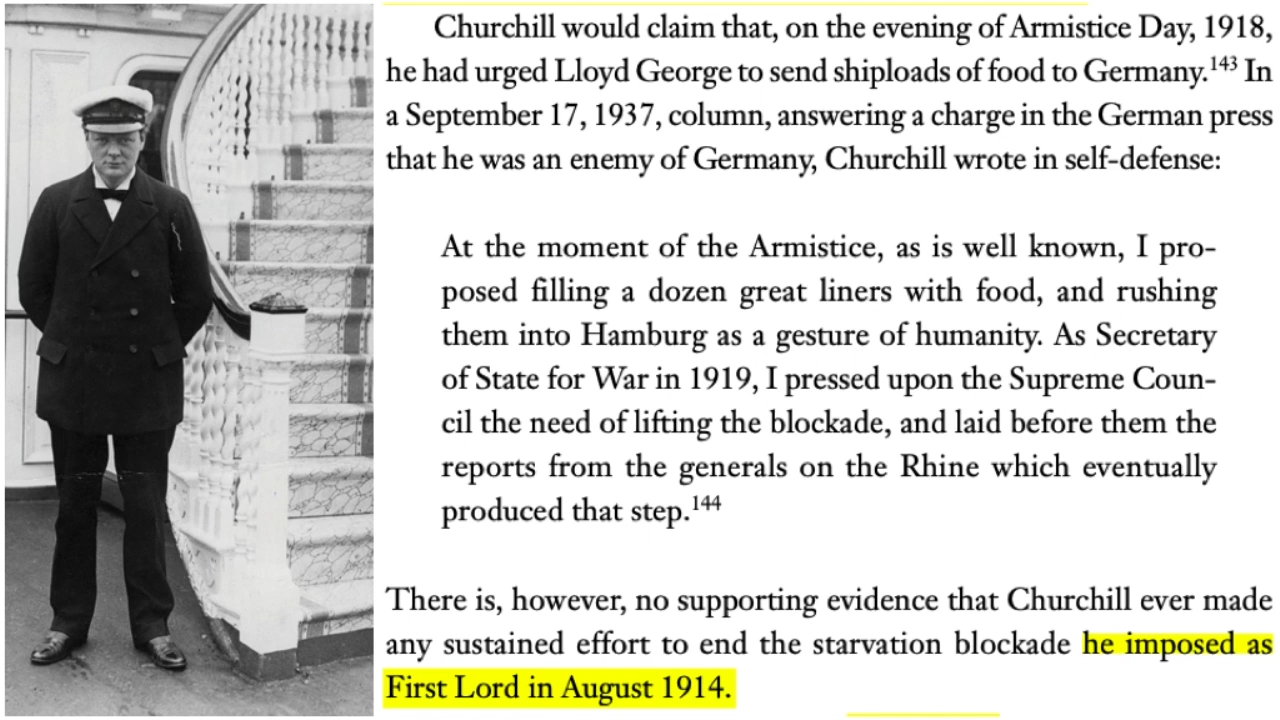 Churchill would claim that, on the evening of Armistice Day, 1918,
he had urged Lloyd George to send shiploads of food to Germany.¹⁴³ In
a September 17, 1937, column, answering a charge in the German press
that he was an enemy of Germany, Churchill wrote in self-defense:
At the moment of the Armistice, as is well known, I pro-
posed filling a dozen great liners with food, and rushing
them into Hamburg as a gesture of humanity. As Secretary
of State for War in 1919, I pressed upon the Supreme Coun-
cil the need of lifting the blockade, and laid before them the
reports from the generals on the Rhine which eventually
produced that step.¹⁴⁴
There is, however, no supporting evidence that Churchill ever made
any sustained effort to end the starvation blockade he imposed as
First Lord in August 1914.